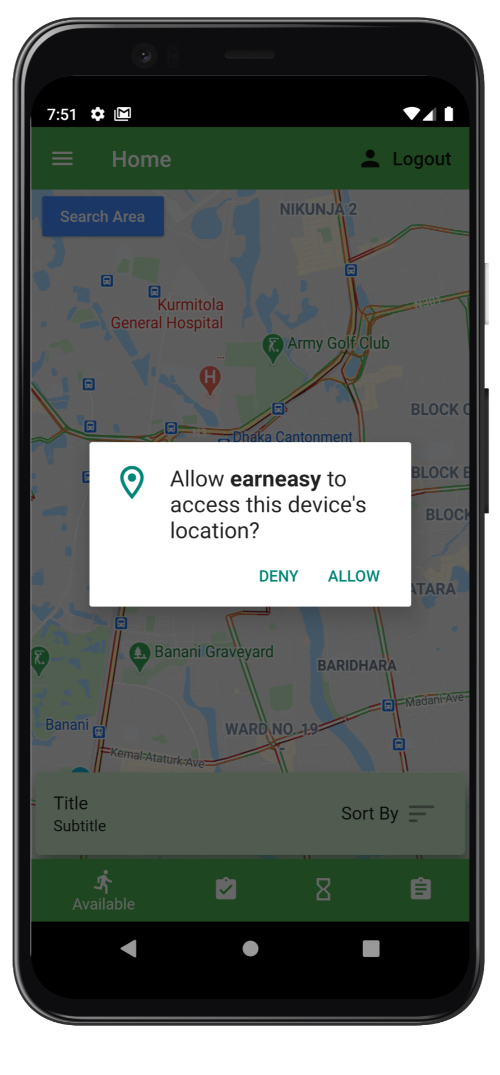 7:51
Home
Logout
Search Area
NIKUNJA 2
Kurmitola
General Hospital
N301
Army Golf Club
H
BLOCK C
Dhaka Cantonment
BLOCK E
BLOCK
Allow earneasy to
access this device's
location?
DENY ALLOW
ATARA
Banani Graveyard
BARIDHARA
Madani Ave
Banani
WARD NO. 19
Kemal Ataturk Ave
Title
Subtitle
Sort By
Available